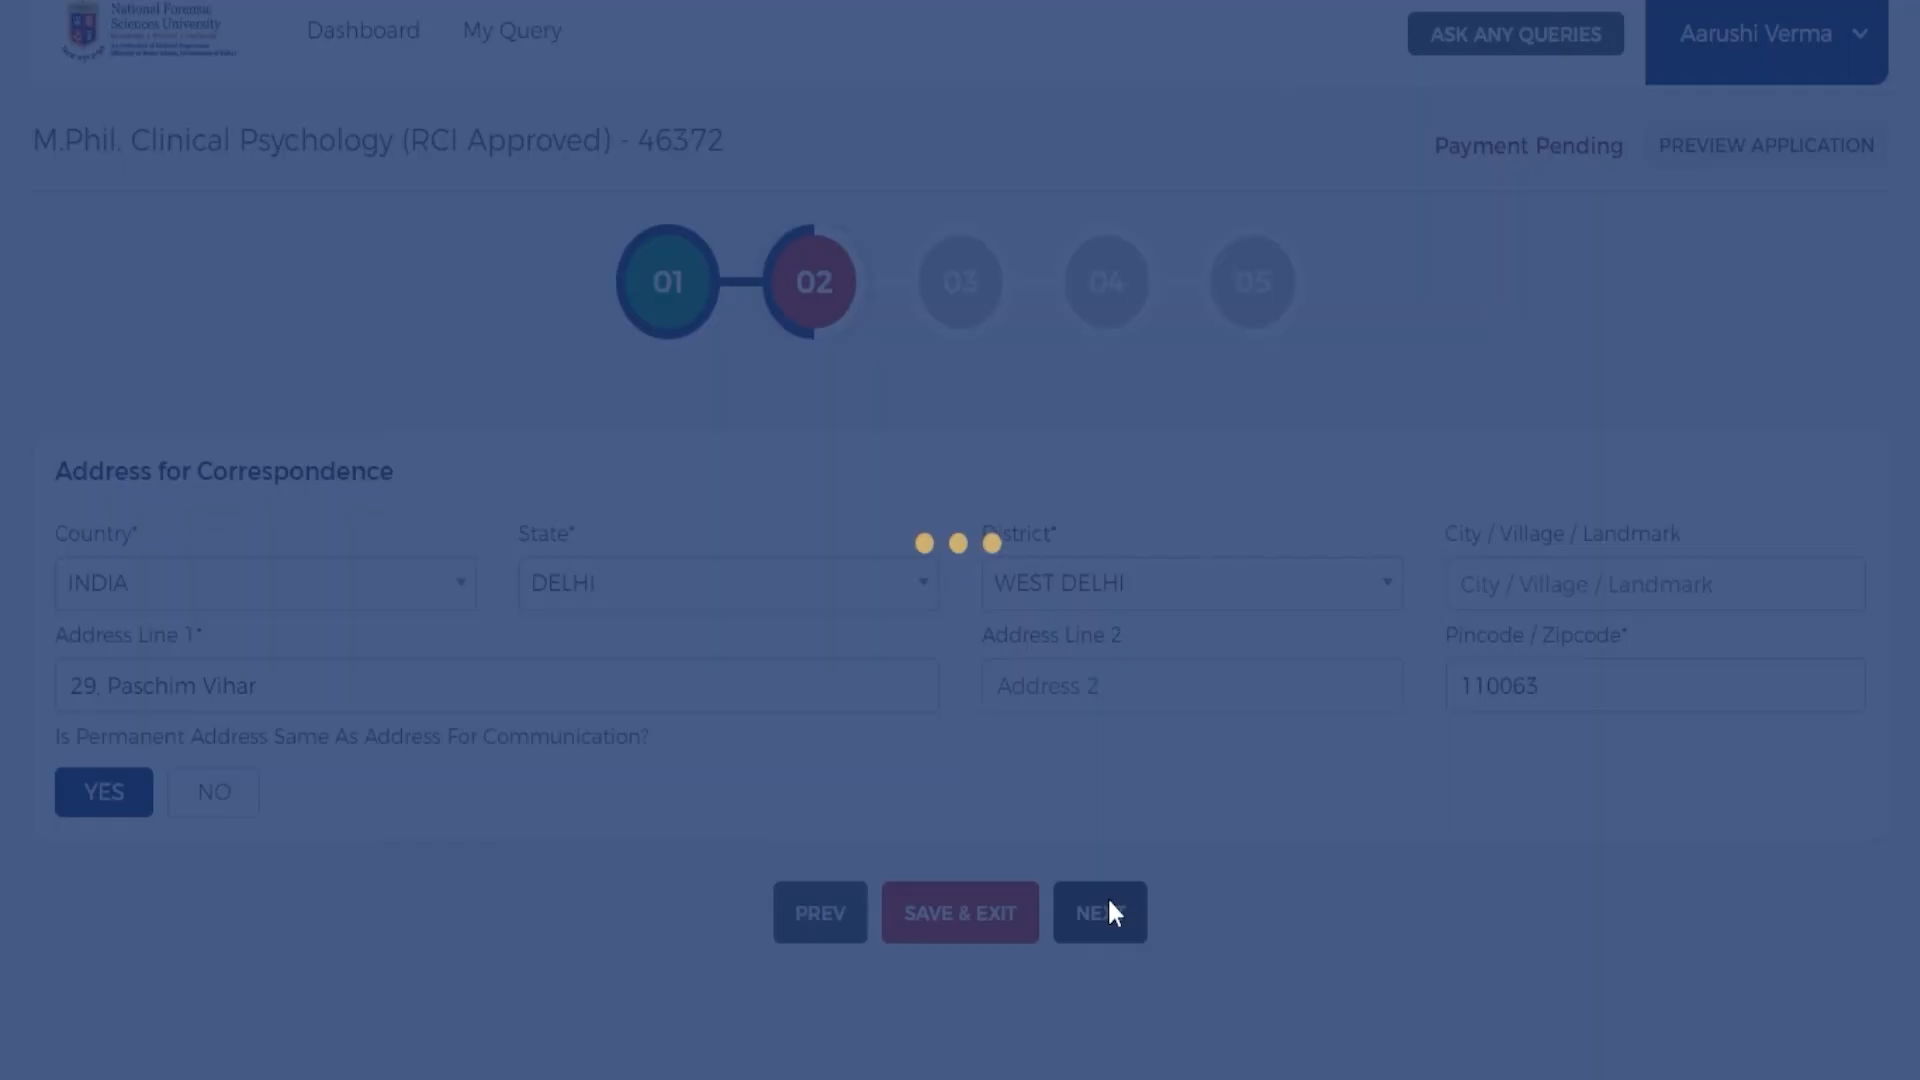 National Forensic
Sciences University
Dashboard
My Query
ASK ANY QUERIES
Aarushi Verma
M.Phil. Clinical Psychology (RCI Approved) - 46372
Payment Pending
PREVIEW APPLICATION
01
02
03
04
05
Address for Correspondence
Country*
State*
District*
City / Village / Landmark
INDIA
DELHI
WEST DELHI
City / Village / Landmark
Address Line 1*
Address Line 2
Pincode / Zipcode*
29, Paschim Vihar
Address 2
110063
Is Permanent Address Same As Address For Communication?
YES
NO
PREV
SAVE & EXIT
NEXT